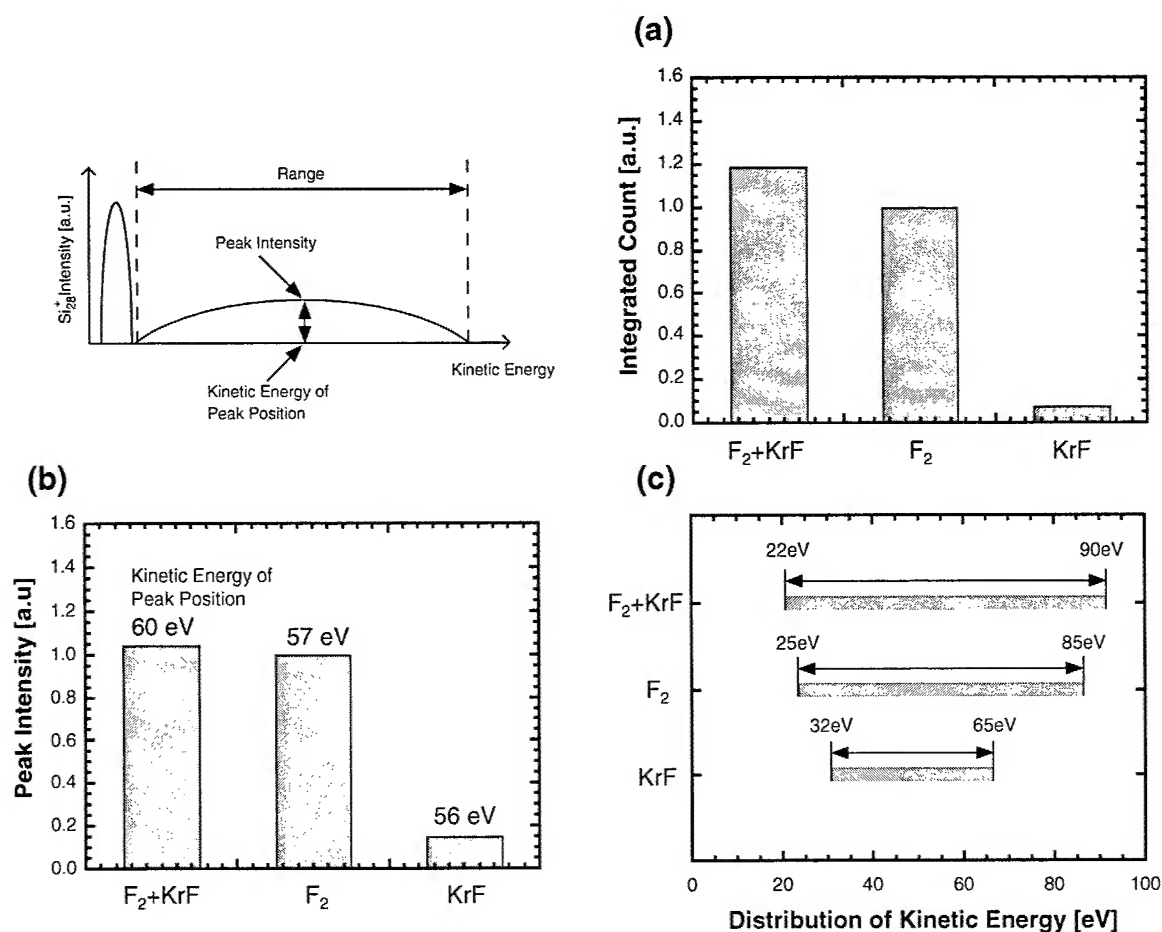 Si₂₈⁺ Intensity [a.u.]
Range
Peak Intensity
Kinetic Energy
Kinetic Energy of
Peak Position
(a)
Integrated Count [a.u.]
1.6
1.4
1.2
1.0
0.8
0.6
0.4
0.2
0.0
F₂+KrF F₂ KrF
(b)
Peak Intensity [a.u]
1.6
1.4
1.2
1.0
0.8
0.6
0.4
0.2
0.0
Kinetic Energy of
Peak Position
60 eV 57 eV 56 eV
F₂+KrF F₂ KrF
(c)
22eV 90eV
F₂+KrF
25eV 85eV
F₂
32eV 65eV
KrF
0 20 40 60 80 100
Distribution of Kinetic Energy [eV]